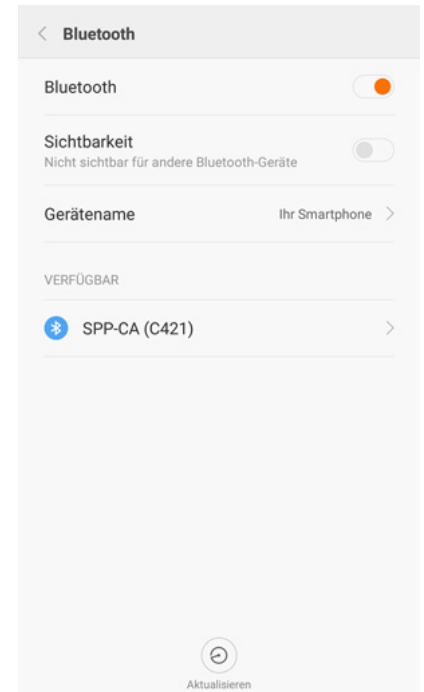 Bluetooth
Bluetooth
Sichtbarkeit
Nicht sichtbar für andere Bluetooth-Geräte
Gerätename
Ihr Smartphone
VERFÜGBAR
SPP-CA (C421)
Aktualisieren